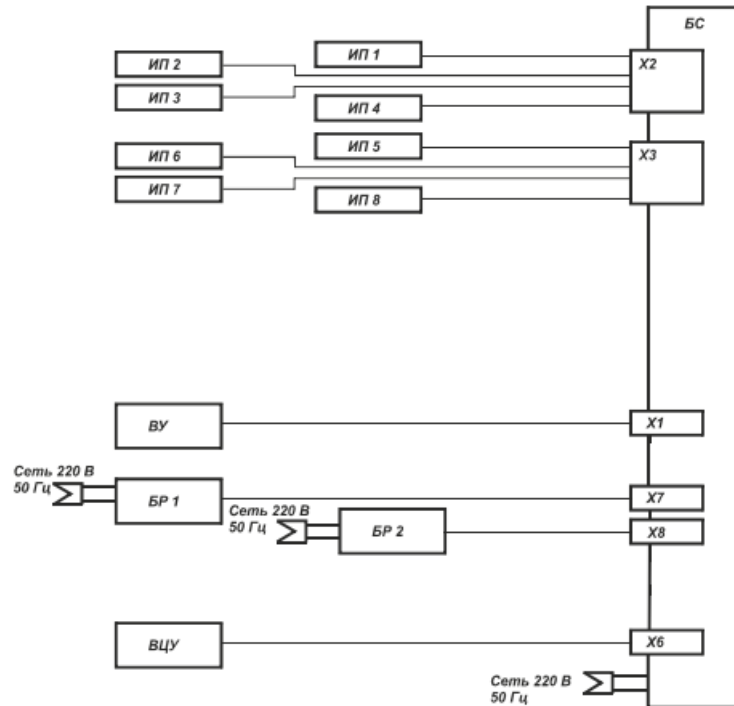 БС
ИП 1
Х2
ИП 2
ИП 3
ИП 4
ИП 5
Х3
ИП 6
ИП 7
ИП 8
ВУ
Х1
Сеть 220 В
50 Гц
БР 1
Х7
Сеть 220 В
50 Гц
БР 2
Х8
ВЦУ
Х6
Сеть 220 В
50 Гц